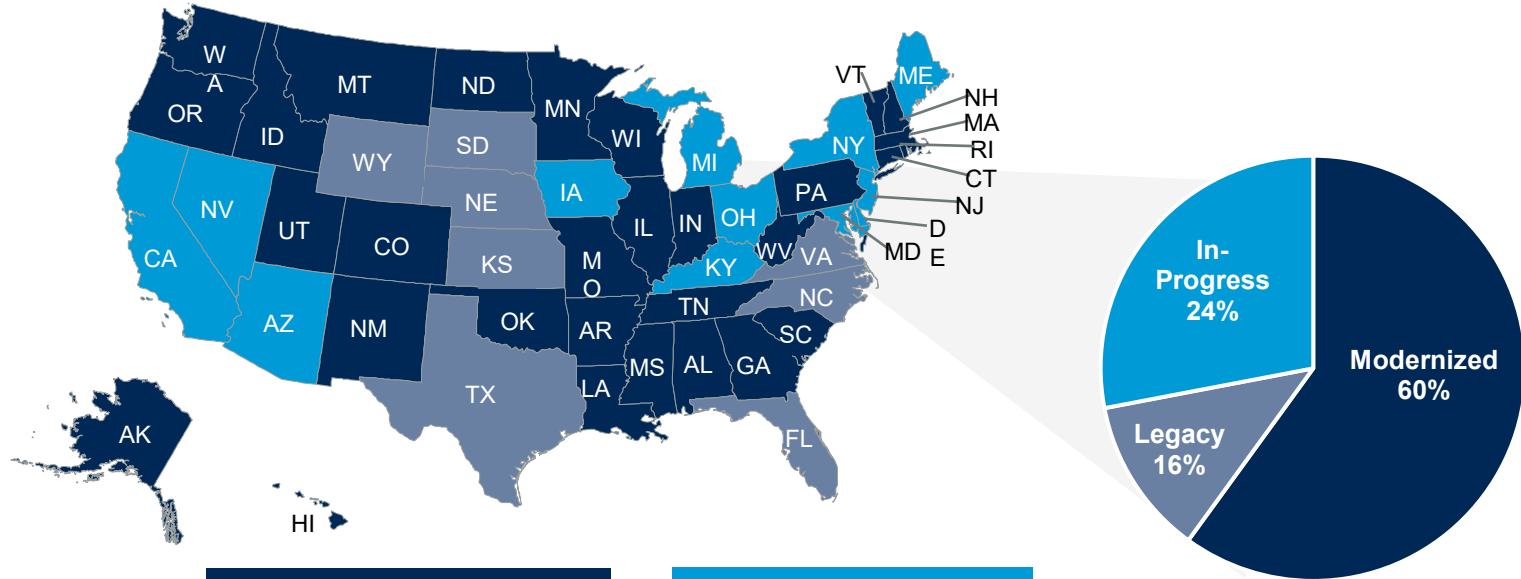 W
A
OR
ID
MT
ND
MN
WI
MI
VT
ME
NH
MA
RI
CT
NJ
NY
PA
D
E
MD
WY
SD
NE
IA
NV
UT
CO
CA
KS
M
O
IL
IN
OH
WV
VA
KY
NC
TN
AZ
NM
OK
AR
SC
MS
AL
GA
LA
TX
FL
AK
HI
In-
Progress
24%
Modernized
60%
Legacy
16%